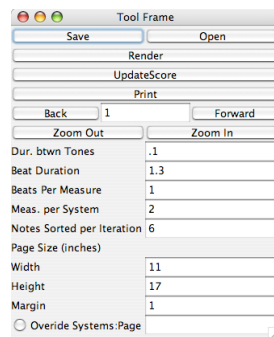 Tool Frame
Save Open
Render
UpdateScore
Print
Back 1 Forward
Zoom Out Zoom In
Dur. btwn Tones .1
Beat Duration 1.3
Beats Per Measure 1
Meas. per System 2
Notes Sorted per Iteration 6
Page Size (inches)
Width 11
Height 17
Margin 1
Overide Systems:Page